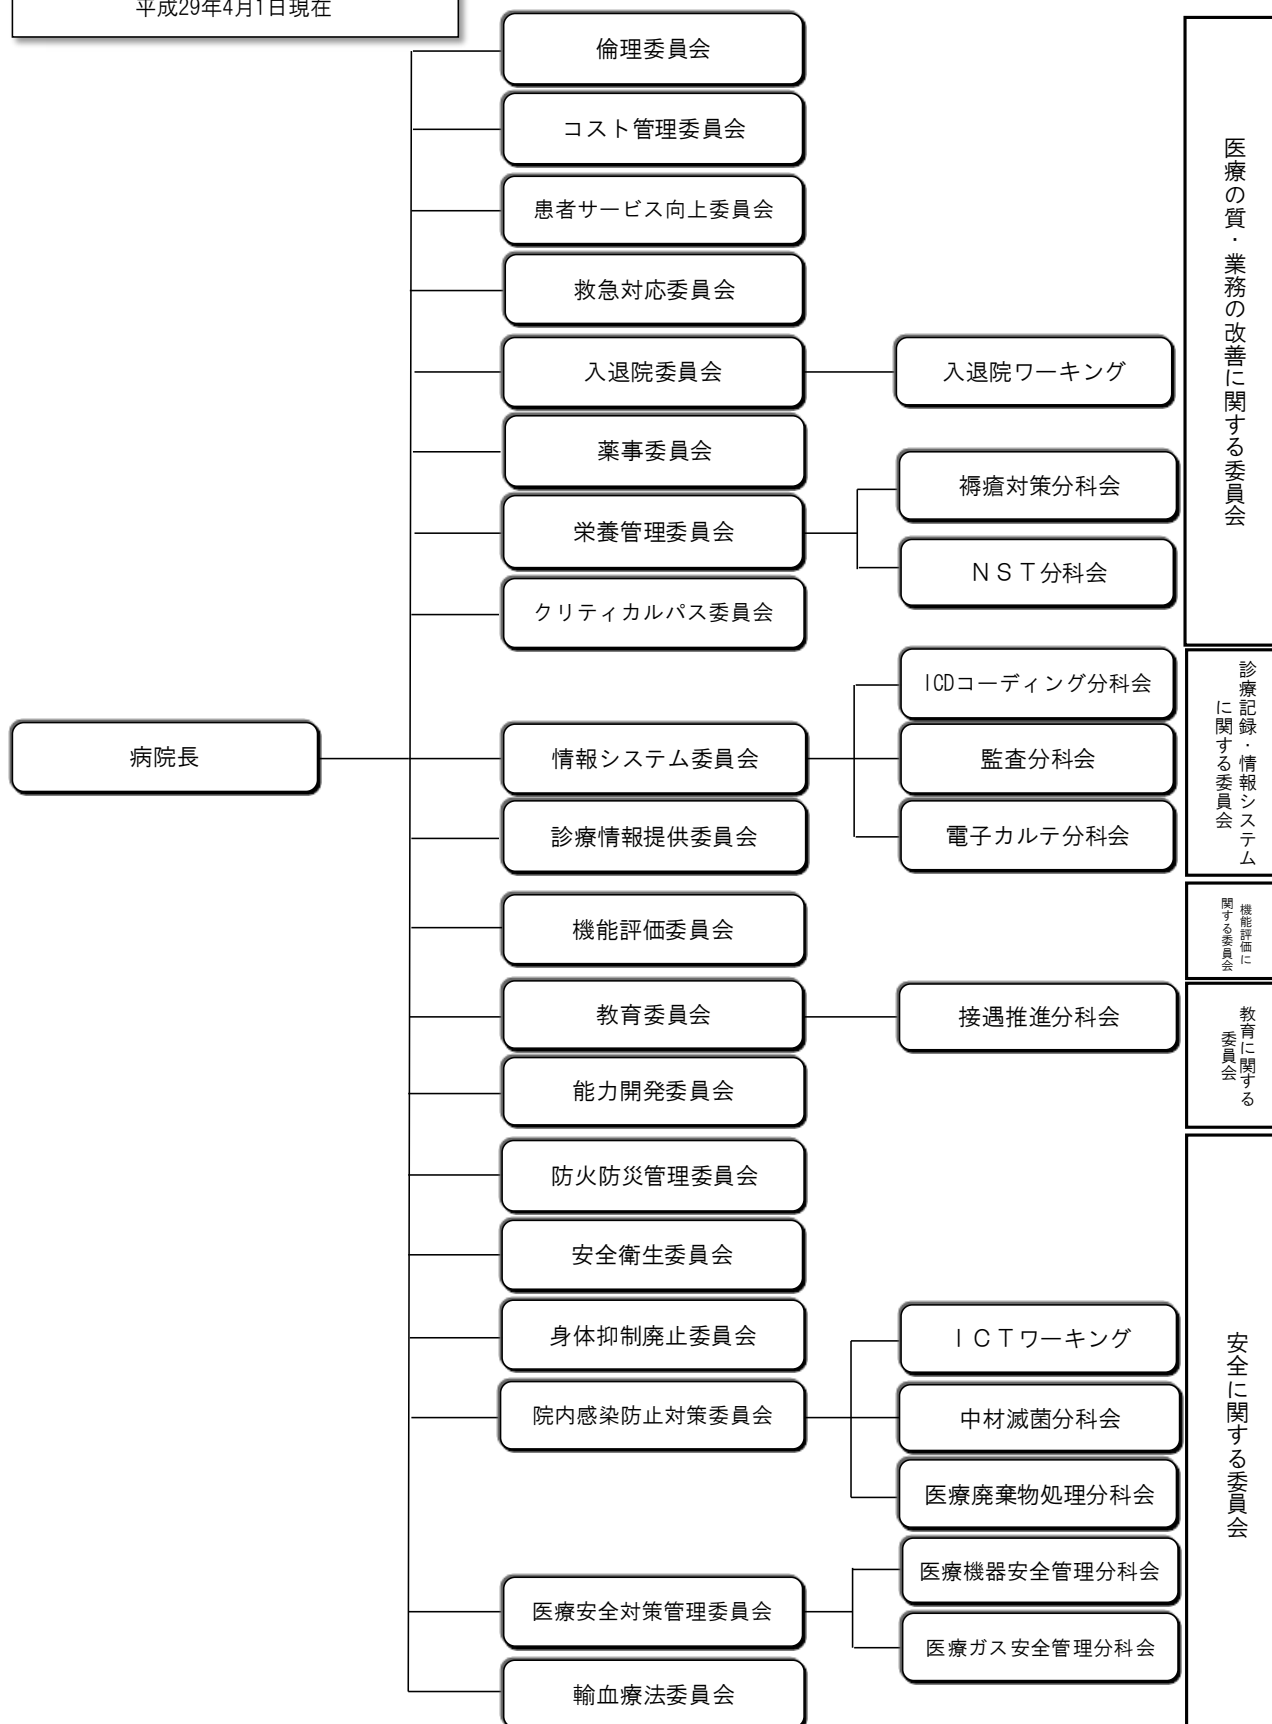 平成29年4月1日現在
倫理委員会
コスト管理委員会
患者サービス向上委員会
救急対応委員会
入退院委員会
入退院ワーキング
薬事委員会
褥瘡対策分科会
栄養管理委員会
ＮＳＴ分科会
クリティカルパス委員会
医療の質・業務の改善に関する委員会
病院長
ICDコーディング分科会
情報システム委員会
監査分科会
診療情報提供委員会
電子カルテ分科会
診療記録・情報システム
に関する委員会
機能評価委員会
機能評価に
関する委員会
教育委員会
接遇推進分科会
能力開発委員会
教育に関する
委員会
防火防災管理委員会
安全衛生委員会
身体抑制廃止委員会
ＩＣＴワーキング
院内感染防止対策委員会
中材滅菌分科会
医療廃棄物処理分科会
医療機器安全管理分科会
医療安全対策管理委員会
医療ガス安全管理分科会
輸血療法委員会
安全に関する委員会